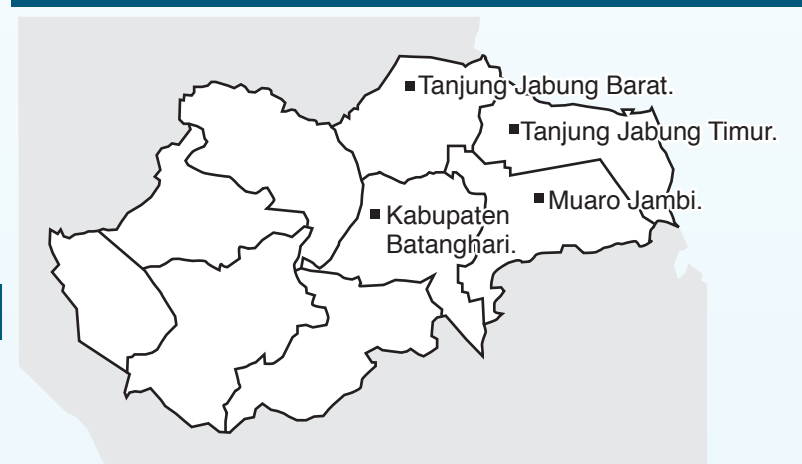 Tanjung Jabung Barat.
Tanjung Jabung Timur.
Muaro Jambi.
Kabupaten
Batanghari.